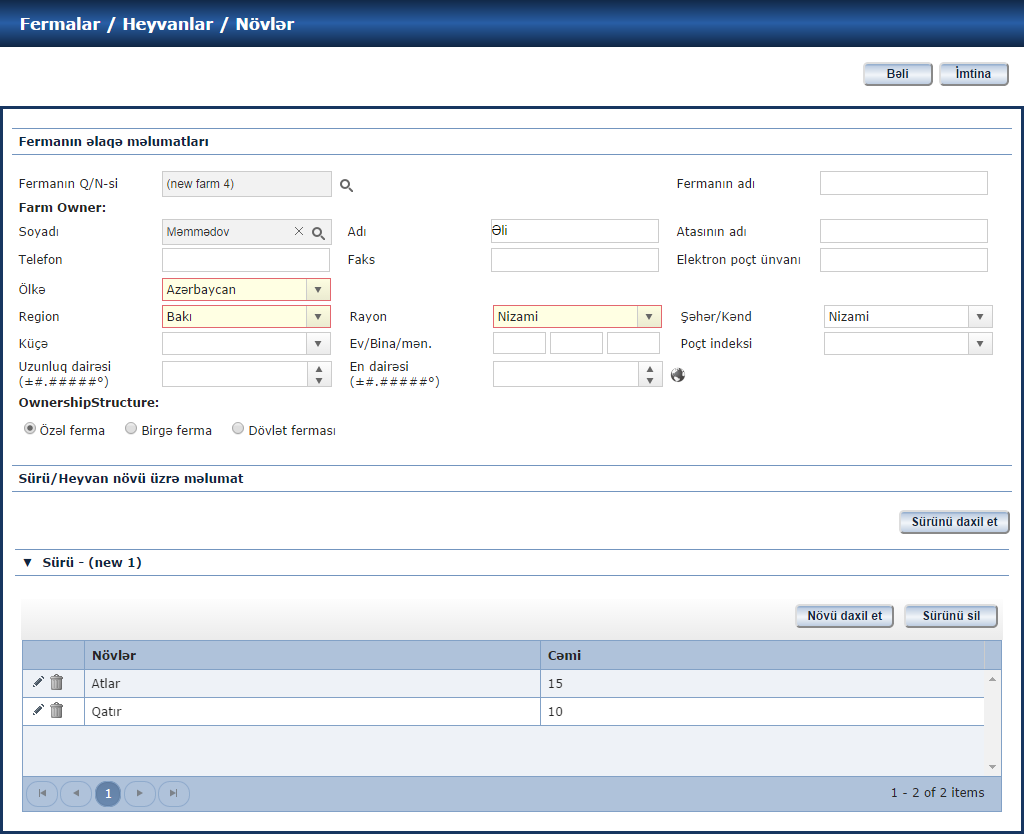 Fermalar / Heyvanlar / Növlər
Bəli İmtina
Fermanın əlaqə məlumatları
Fermanın Q/N-si (new farm 4) Fermanın adı
Farm Owner:
Soyadı Məmmədov Adı Əli Atasının adı
Telefon Faks Elektron poçt ünvanı
Ölkə Azərbaycan
Region Bakı Rayon Nizami Şəhər/Kənd Nizami
Küçə Ev/Bina/mən. Poçt indeksi
Uzunluq dairəsi En dairəsi
(±#.#####°) (±#.#####°)
OwnershipStructure:
Özəl ferma Birgə ferma Dövlət ferması
Sürü/Heyvan növü üzrə məlumat
Sürünü daxil et
▼ Sürü - (new 1)
Növü daxil et Sürünü sil
Növlər Cəmi
Atlar 15
Qatır 10
1 1 - 2 of 2 items